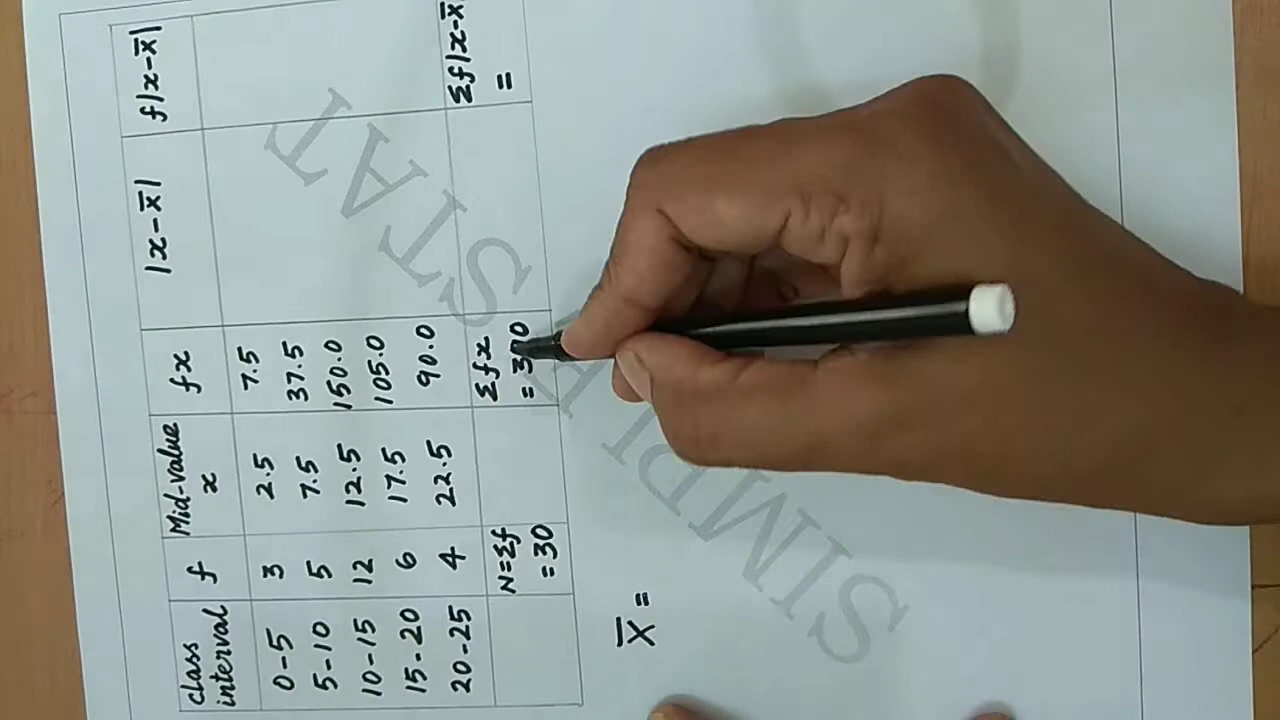 class interval f Mid-value x fx |x-x̅| f|x-x̅|
0-5 3 2.5 7.5
5-10 5 7.5 37.5
10-15 12 12.5 150.0
15-20 6 17.5 105.0
20-25 4 22.5 90.0
N=Σf =30 Σfx = Σf|x-x̅| =
X̅ =
STAT